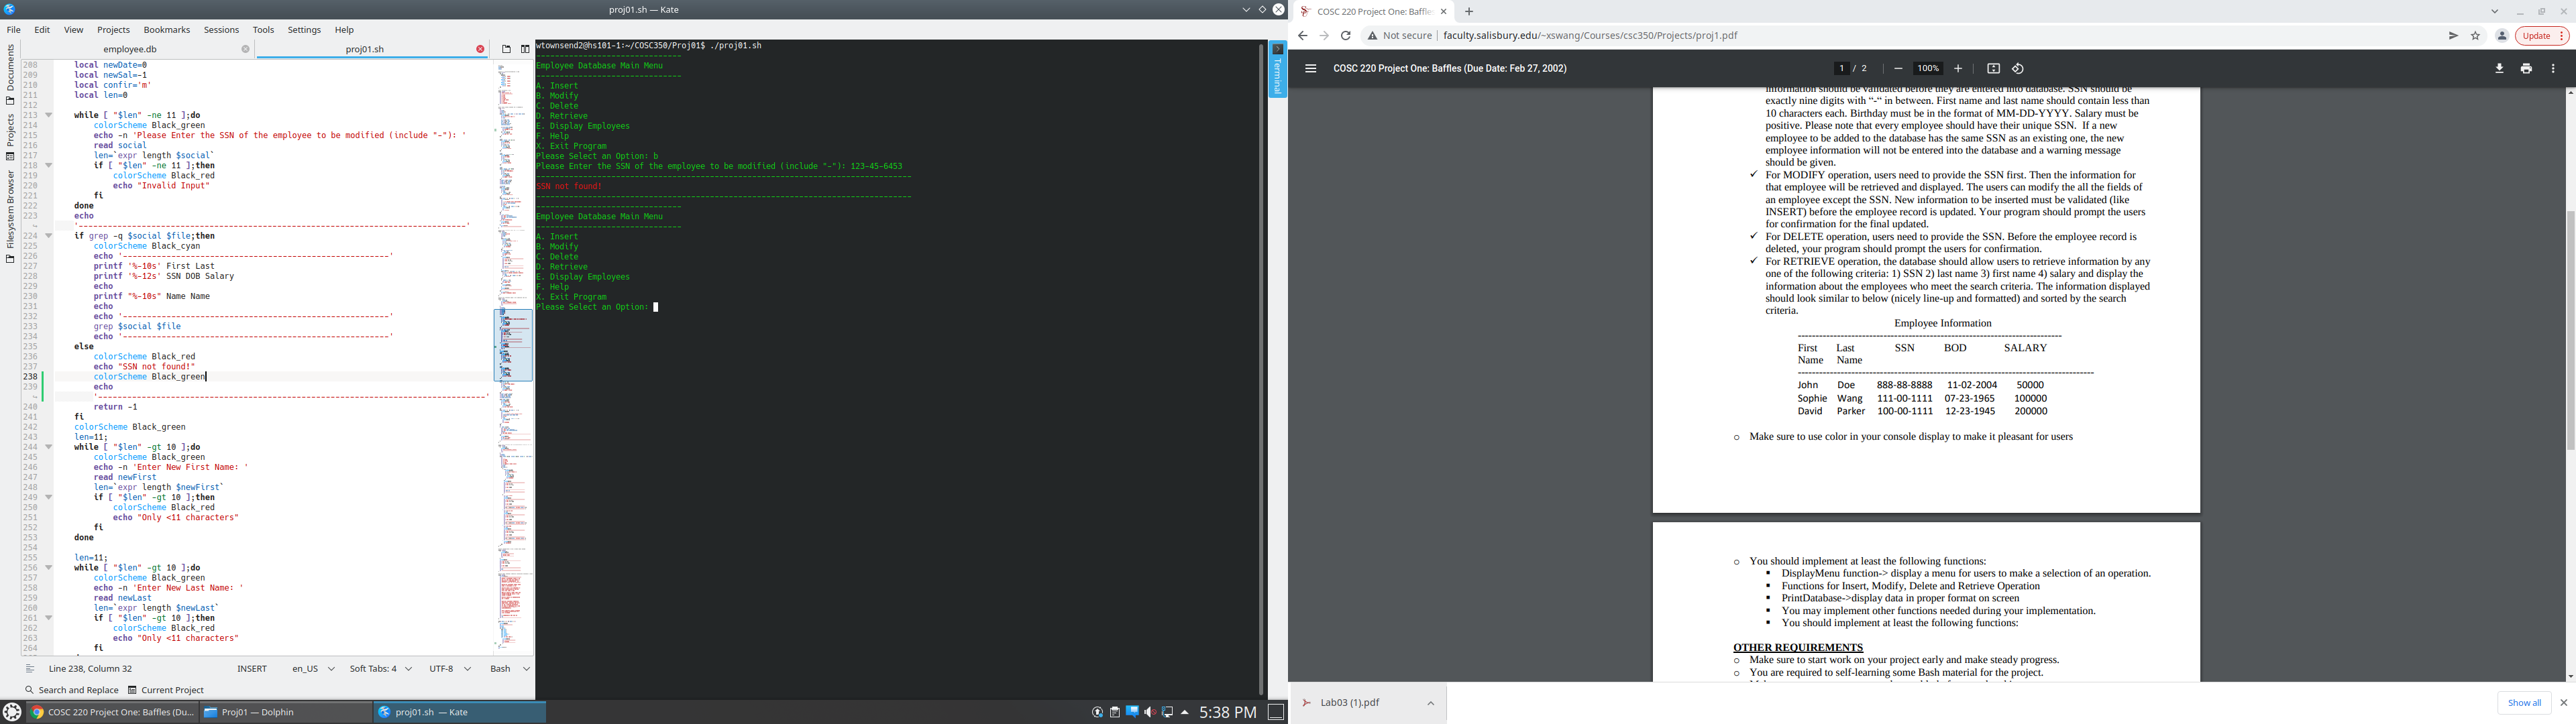 proj01.sh — Kate
File Edit View Projects Bookmarks Sessions Tools Settings Help
employee.db
proj01.sh
Documents
Projects
Filesystem Browser
208 local newDate=0
209 local newSal=-1
210 local confir='m'
211 local len=0
212
213 while [ "$len" -ne 11 ];do
214 colorScheme Black_green
215 echo -n 'Please Enter the SSN of the employee to be modified (include "-"): '
216 read social
217 len=`expr length $social`
218 if [ "$len" -ne 11 ];then
219 colorScheme Black_red
220 echo "Invalid Input"
221 fi
222 done
223 echo
'----------------------------------------------------------------------------------'
224 if grep -q $social $file;then
225 colorScheme Black_cyan
226 echo '---------------------------------------------------------'
227 printf '%-10s' First Last
228 printf '%-12s' SSN DOB Salary
229 echo
230 printf "%-10s" Name Name
231 echo
232 echo '---------------------------------------------------------'
233 grep $social $file
234 echo '---------------------------------------------------------'
235 else
236 colorScheme Black_red
237 echo "SSN not found!"
238 colorScheme Black_green
239 echo
'----------------------------------------------------------------------------------'
240 return -1
241 fi
242 colorScheme Black_green
243 len=11;
244 while [ "$len" -gt 10 ];do
245 colorScheme Black_green
246 echo -n 'Enter New First Name: '
247 read newFirst
248 len=`expr length $newFirst`
249 if [ "$len" -gt 10 ];then
250 colorScheme Black_red
251 echo "Only <11 characters"
252 fi
253 done
254
255 len=11;
256 while [ "$len" -gt 10 ];do
257 colorScheme Black_green
258 echo -n 'Enter New Last Name: '
259 read newLast
260 len=`expr length $newLast`
261 if [ "$len" -gt 10 ];then
262 colorScheme Black_red
263 echo "Only <11 characters"
264 fi
Line 238, Column 32 INSERT en_US Soft Tabs: 4 UTF-8 Bash
Search and Replace Current Project
wtownsend2@hs101-1:~/COSC350/Proj01$ ./proj01.sh
-------------------------------
Employee Database Main Menu
-------------------------------
A. Insert
B. Modify
C. Delete
D. Retrieve
E. Display Employees
F. Help
X. Exit Program
Please Select an Option: b
Please Enter the SSN of the employee to be modified (include "-"): 123-45-6453
--------------------------------------------------------------------------------
SSN not found!
--------------------------------------------------------------------------------
-------------------------------
Employee Database Main Menu
-------------------------------
A. Insert
B. Modify
C. Delete
D. Retrieve
E. Display Employees
F. Help
X. Exit Program
Please Select an Option:
Terminal
COSC 220 Project One: Baffles (Du...
Proj01 — Dolphin
proj01.sh — Kate
5:38 PM
COSC 220 Project One: Baffle
Not secure faculty.salisbury.edu/~xswang/Courses/csc350/Projects/proj1.pdf
Update
COSC 220 Project One: Baffles (Due Date: Feb 27, 2002)
1 / 2
100%
information should be validated before they are entered into database. SSN should be
exactly nine digits with “-“ in between. First name and last name should contain less than
10 characters each. Birthday must be in the format of MM-DD-YYYY. Salary must be
positive. Please note that every employee should have their unique SSN. If a new
employee to be added to the database has the same SSN as an existing one, the new
employee information will not be entered into the database and a warning message
should be given.
✓ For MODIFY operation, users need to provide the SSN first. Then the information for
that employee will be retrieved and displayed. The users can modify the all the fields of
an employee except the SSN. New information to be inserted must be validated (like
INSERT) before the employee record is updated. Your program should prompt the users
for confirmation for the final updated.
✓ For DELETE operation, users need to provide the SSN. Before the employee record is
deleted, your program should prompt the users for confirmation.
✓ For RETRIEVE operation, the database should allow users to retrieve information by any
one of the following criteria: 1) SSN 2) last name 3) first name 4) salary and display the
information about the employees who meet the search criteria. The information displayed
should look similar to below (nicely line-up and formatted) and sorted by the search
criteria.
Employee Information
--------------------------------------------------------------------------
First Last SSN BOD SALARY
Name Name
--------------------------------------------------------------------------
John Doe 888-88-8888 11-02-2004 50000
Sophie Wang 111-00-1111 07-23-1965 100000
David Parker 100-00-1111 12-23-1945 200000
o Make sure to use color in your console display to make it pleasant for users
o You should implement at least the following functions:
▪ DisplayMenu function-> display a menu for users to make a selection of an operation.
▪ Functions for Insert, Modify, Delete and Retrieve Operation
▪ PrintDatabase->display data in proper format on screen
▪ You may implement other functions needed during your implementation.
▪ You should implement at least the following functions:
OTHER REQUIREMENTS
o Make sure to start work on your project early and make steady progress.
o You are required to self-learning some Bash material for the project.
Lab03 (1).pdf
Show all